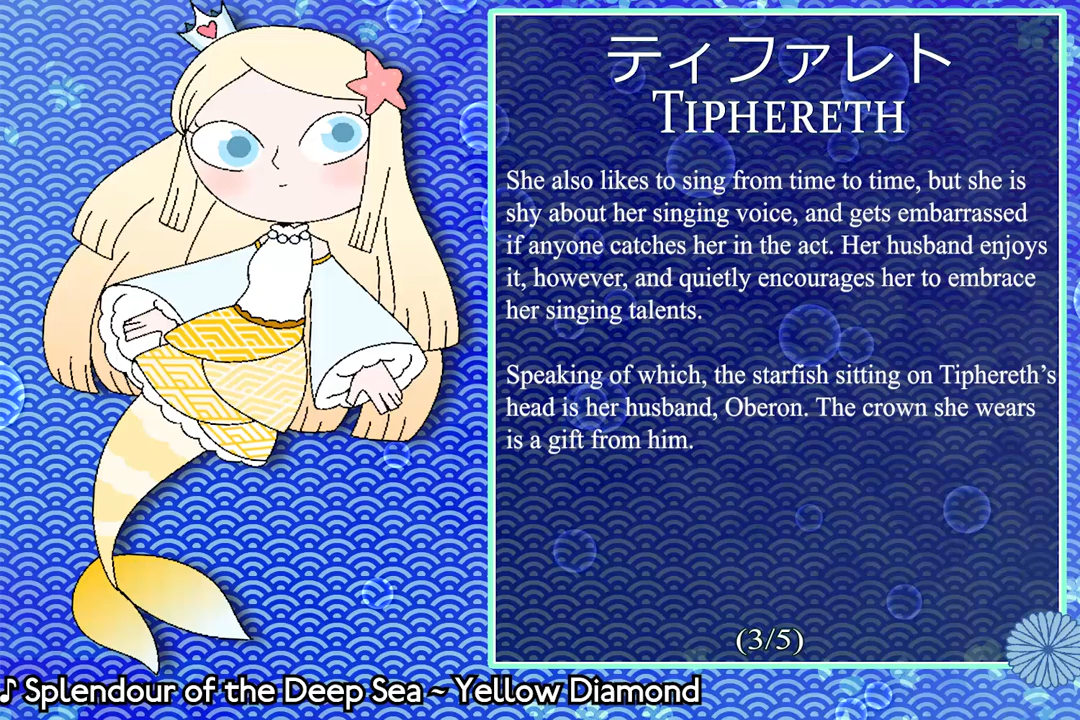 ティファレト
TIPHERETH
She also likes to sing from time to time, but she is
shy about her singing voice, and gets embarrassed
if anyone catches her in the act. Her husband enjoys
it, however, and quietly encourages her to embrace
her singing talents.
Speaking of which, the starfish sitting on Tiphereth's
head is her husband, Oberon. The crown she wears
is a gift from him.
(3/5)
♪ Splendour of the Deep Sea ~ Yellow Diamond